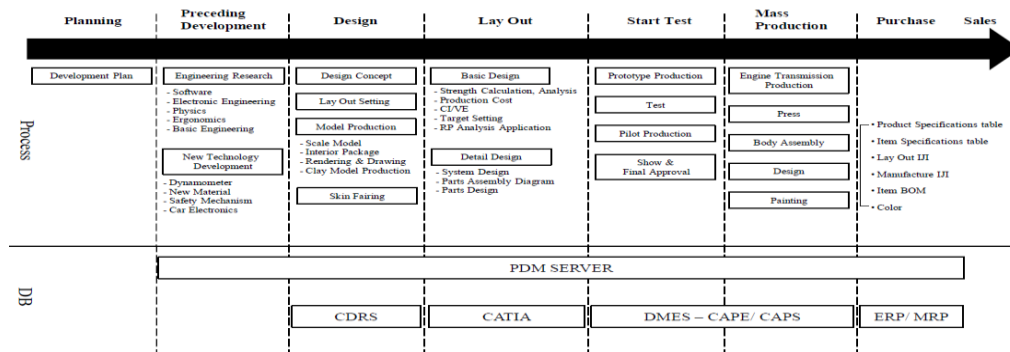 Planning
Preceding
Development
Design
Lay Out
Start Test
Mass
Production
Purchase
Sales
Process
Development Plan
Engineering Research
- Software
- Electronic Engineering
- Physics
- Ergonomics
- Basic Engineering
New Technology
Development
- Dynamometer
- New Material
- Safety Mechanism
- Car Electronics
Design Concept
Lay Out Setting
Model Production
- Scale Model
- Interior Package
- Rendering & Drawing
- Clay Model Production
Skin Fairing
Basic Design
- Strength Calculation, Analysis
- Production Cost
- CI/VE
- Target Setting
- RP Analysis Application
Detail Design
- System Design
- Parts Assembly Diagram
- Parts Design
Prototype Production
Test
Pilot Production
Show &
Final Approval
Engine Transmission
Production
Press
Body Assembly
Design
Painting
• Product Specifications table
• Item Specifications table
• Lay Out IJI
• Manufacture IJI
• Item BOM
• Color
DB
PDM SERVER
CDRS
CATIA
DMES – CAPE/ CAPS
ERP/ MRP